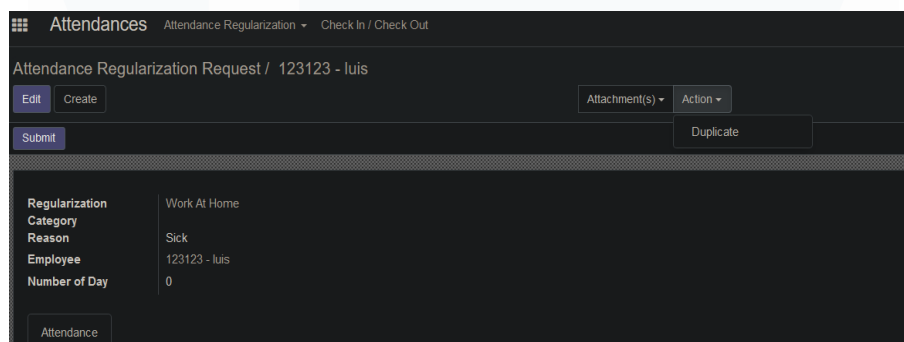 Attendances Attendance Regularization Check In / Check Out
Attendance Regularization Request / 123123 - luis
Edit Create Attachment(s) Action
Submit Duplicate
Regularization Category Work At Home
Reason Sick
Employee 123123 - luis
Number of Day 0
Attendance